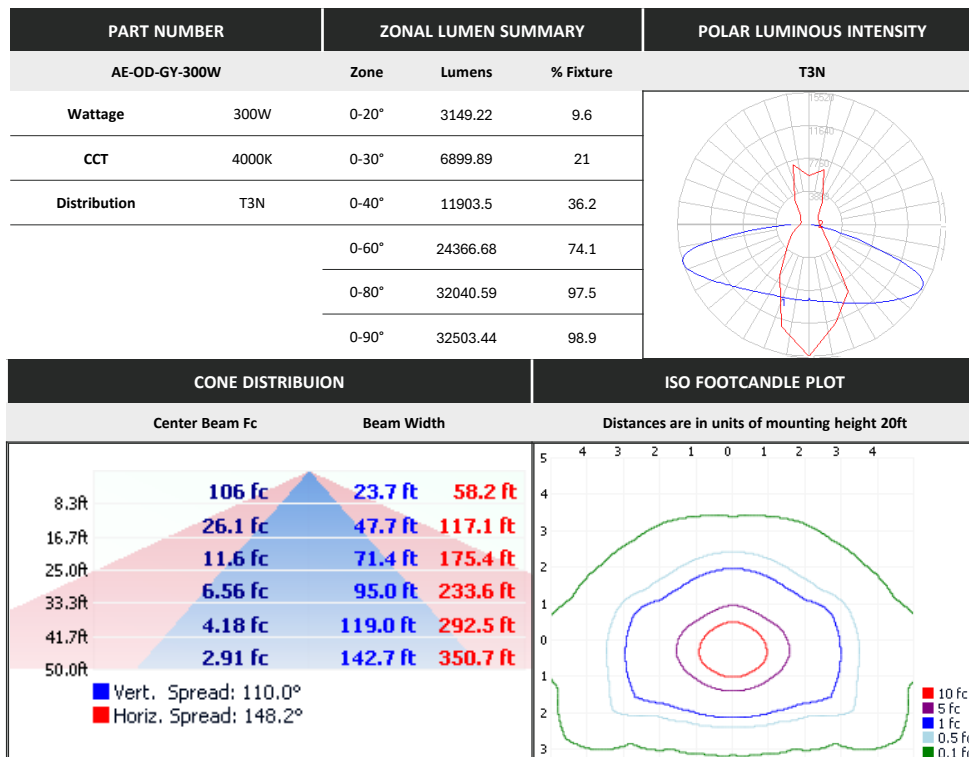 PART NUMBER
ZONAL LUMEN SUMMARY
POLAR LUMINOUS INTENSITY
AE-OD-GY-300W
Zone Lumens % Fixture
T3N
Wattage 300W
0-20° 3149.22 9.6
CCT 4000K
0-30° 6899.89 21
Distribution T3N
0-40° 11903.5 36.2
0-60° 24366.68 74.1
0-80° 32040.59 97.5
0-90° 32503.44 98.9
15520
11640
7760
CONE DISTRIBUION
ISO FOOTCANDLE PLOT
Center Beam Fc Beam Width
Distances are in units of mounting height 20ft
8.3ft 106 fc 23.7 ft 58.2 ft
16.7ft 26.1 fc 47.7 ft 117.1 ft
25.0ft 11.6 fc 71.4 ft 175.4 ft
33.3ft 6.56 fc 95.0 ft 233.6 ft
41.7ft 4.18 fc 119.0 ft 292.5 ft
50.0ft 2.91 fc 142.7 ft 350.7 ft
Vert. Spread: 110.0°
Horiz. Spread: 148.2°
4 3 2 1 0 1 2 3 4
5
4
3
2
1
0
1
2
3
10 fc
5 fc
1 fc
0.5 fc
0.1 fc